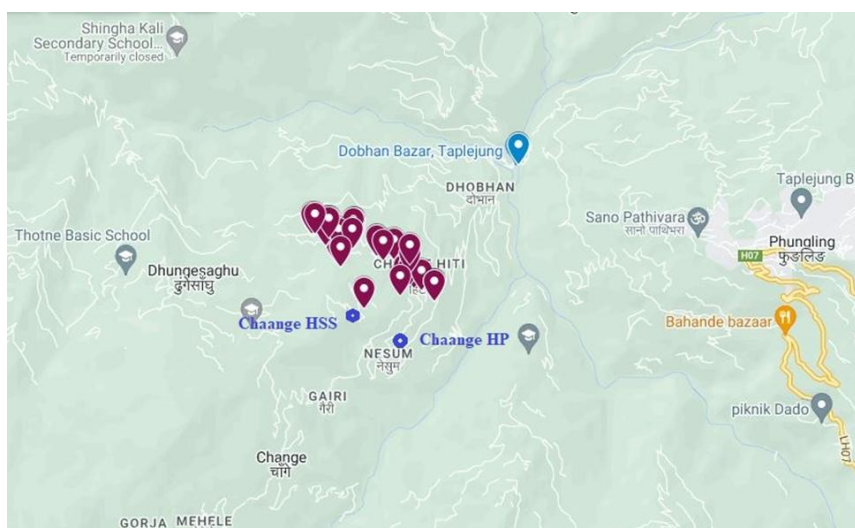 Shingha Kali
Secondary School...
Temporarily closed
Dobhan Bazar, Taplejung
DHOBHAN
दोभान
Taplejung B
Sano Pathivara
सानो पाथिभरा
Thotne Basic School
Phungling
फुङलिङ
H07
HITI
Dhungesaghu
ढुगेसाँघु
Chaange HSS
Bahande bazaar
Chaange HP
NESUM
नेसुम
GAIRI
गैरी
piknik Dado
Change
चाँगे
GORJA
MEHELE